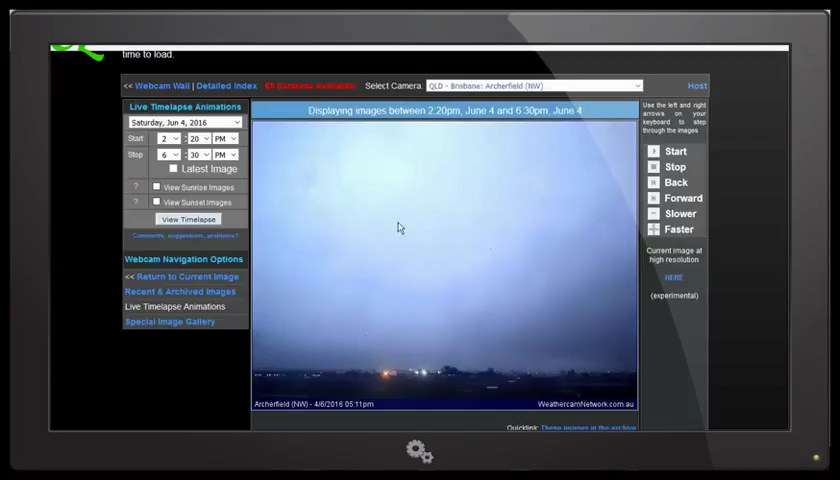 time to load.
<< Webcam Wall | Detailed Index
Select Camera. QLD - Brisbane: Archerfield (NW)
Host
Live Timelapse Animations
Saturday, Jun 4, 2016
Start 2 : 20 PM
Stop 6 : 30 PM
Latest Image
? View Sunrise Images
? View Sunset Images
View Timelapse
Comments, suggestions, problems?
Webcam Navigation Options
<< Return to Current Image
Recent & Archived Images
Live Timelapse Animations
Special Image Gallery
Displaying images between 2:20pm, June 4 and 6:30pm, June 4
Archerfield (NW) - 4/6/2016 05:11pm
WeathercamNetwork.com.au
Quicklink: These images in the archive
Use the left and right
arrows on your
keyboard to step
through the images
Start
Stop
Back
Forward
Slower
Faster
Current image at
high resolution
HERE
(experimental)